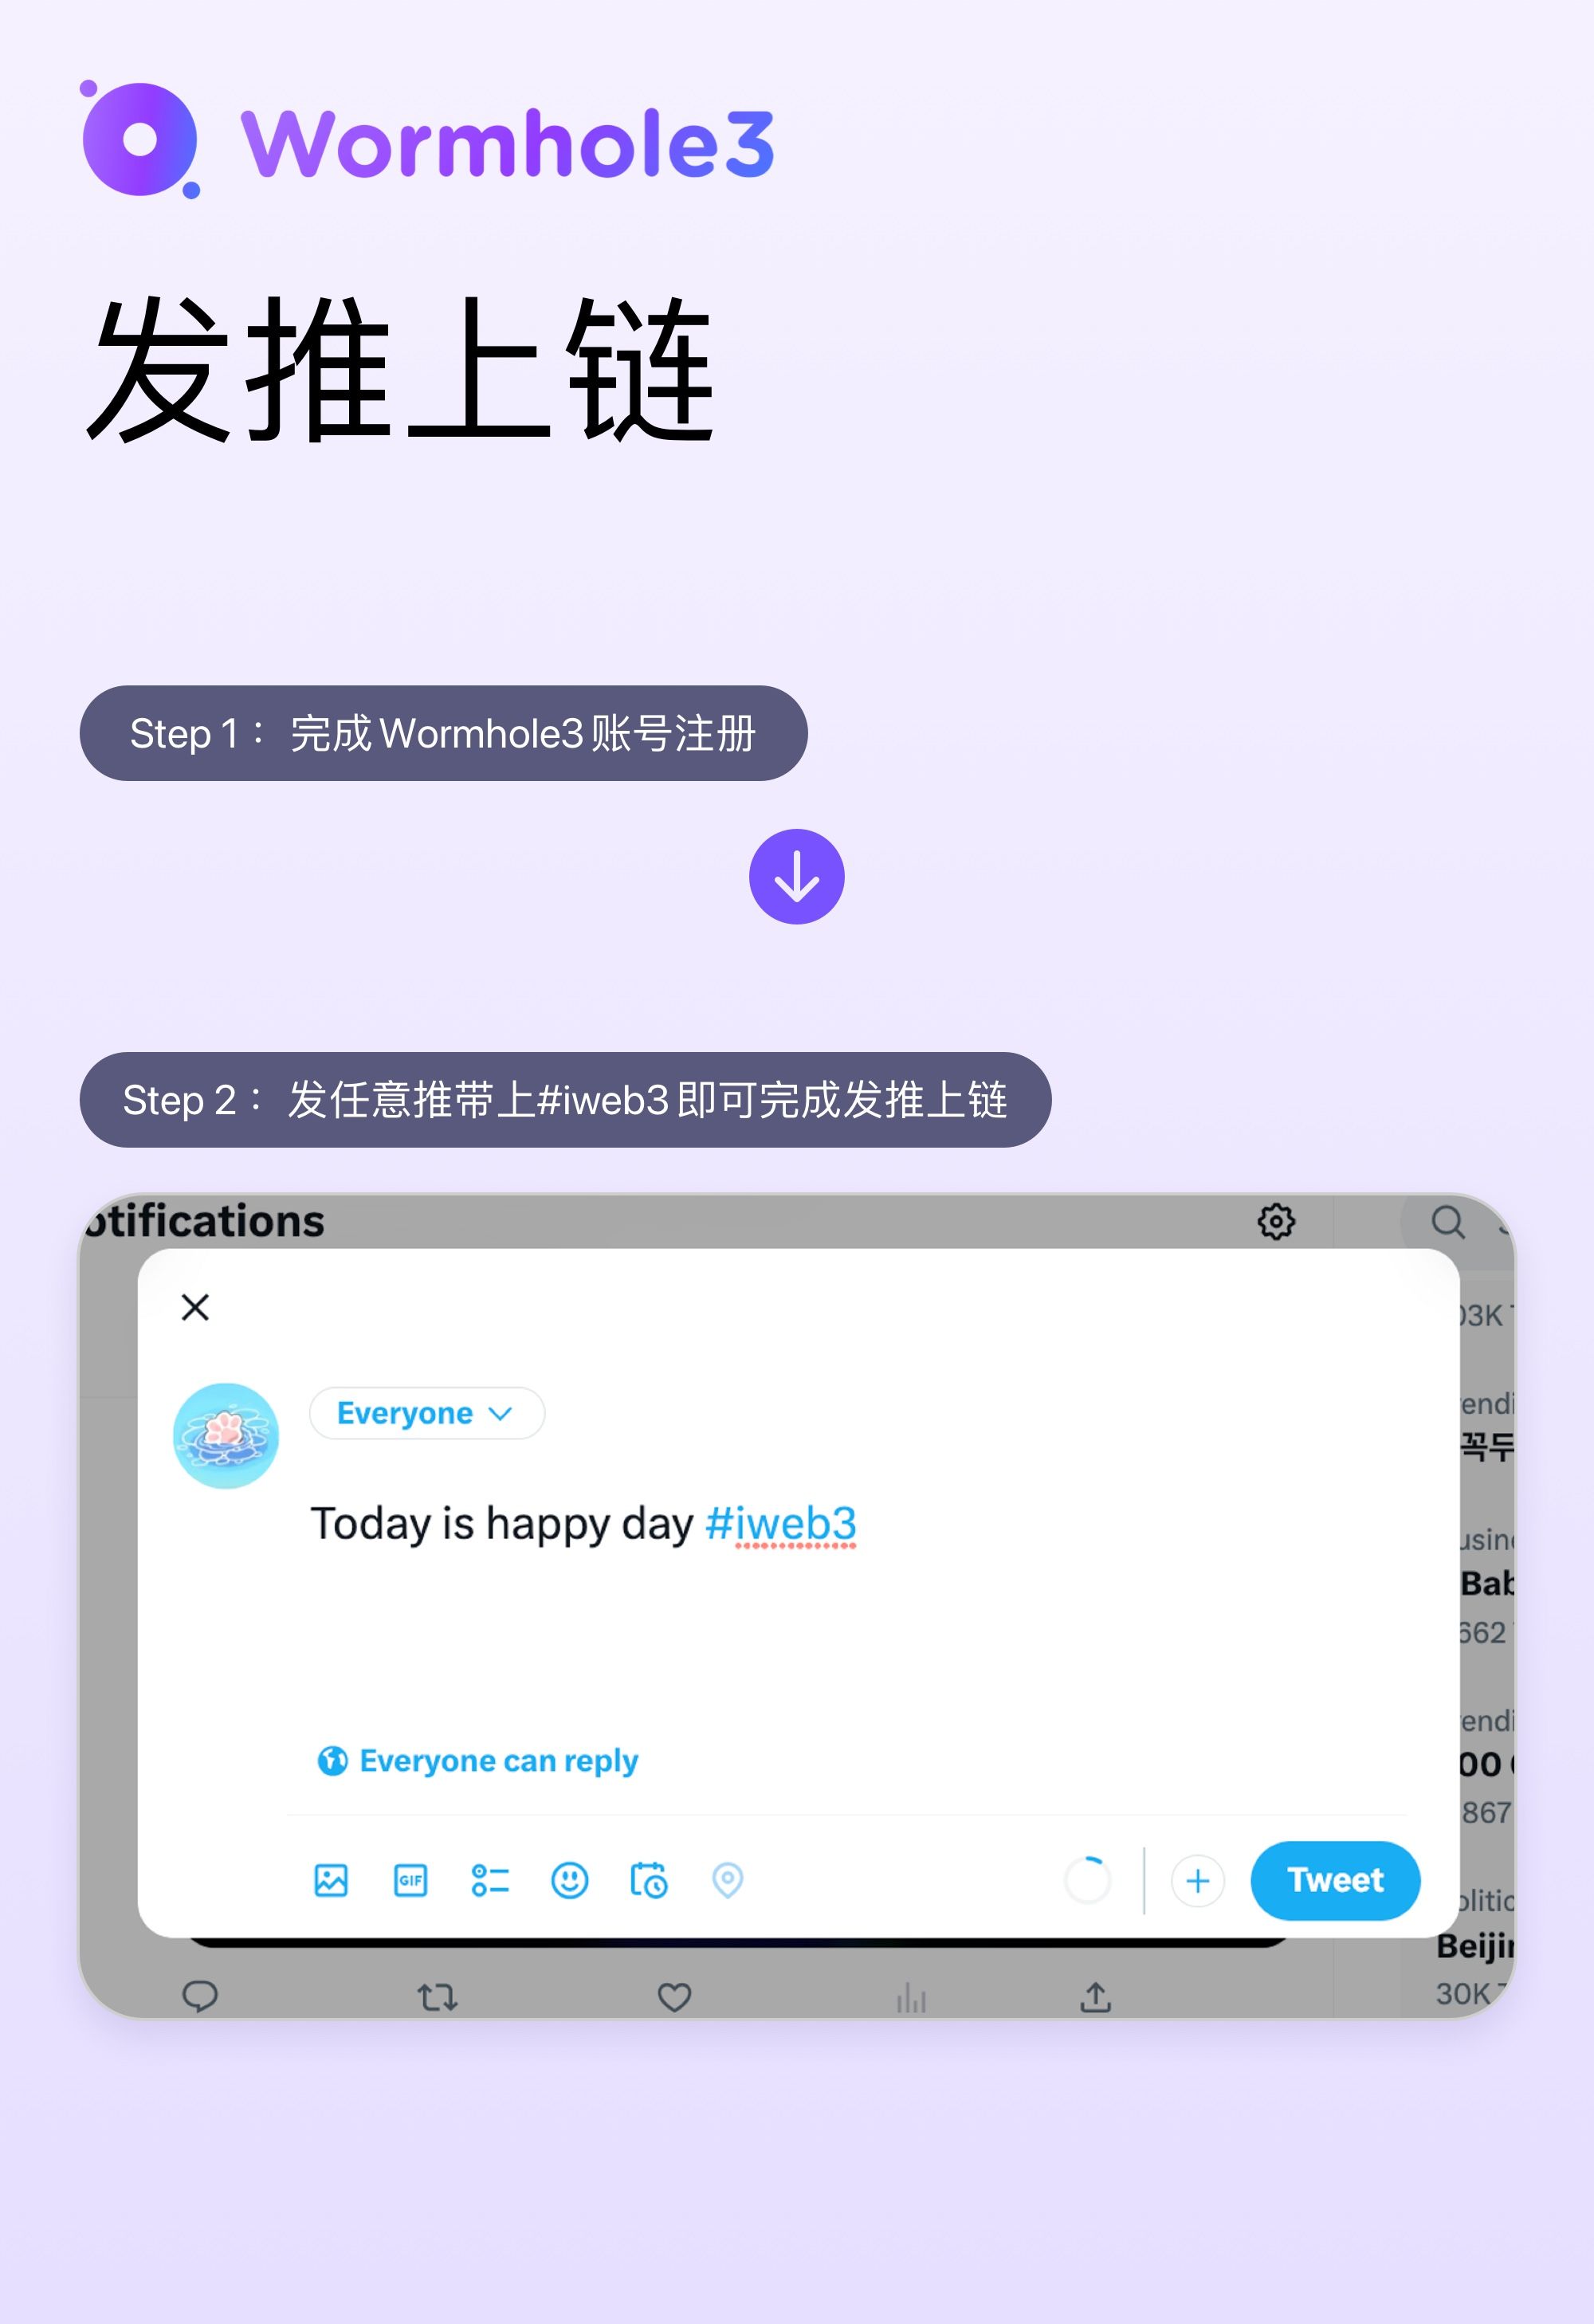 Wormhole3
发推上链
Step 1： 完成 Wormhole3 账号注册
Step 2： 发任意推带上#iweb3 即可完成发推上链
otifications
03K
Everyone
endi
꼭두
Today is happy day #iweb3
usine
Bab
662
endi
Everyone can reply
00
867
GIF
Tweet
olitic
Beijin
30K